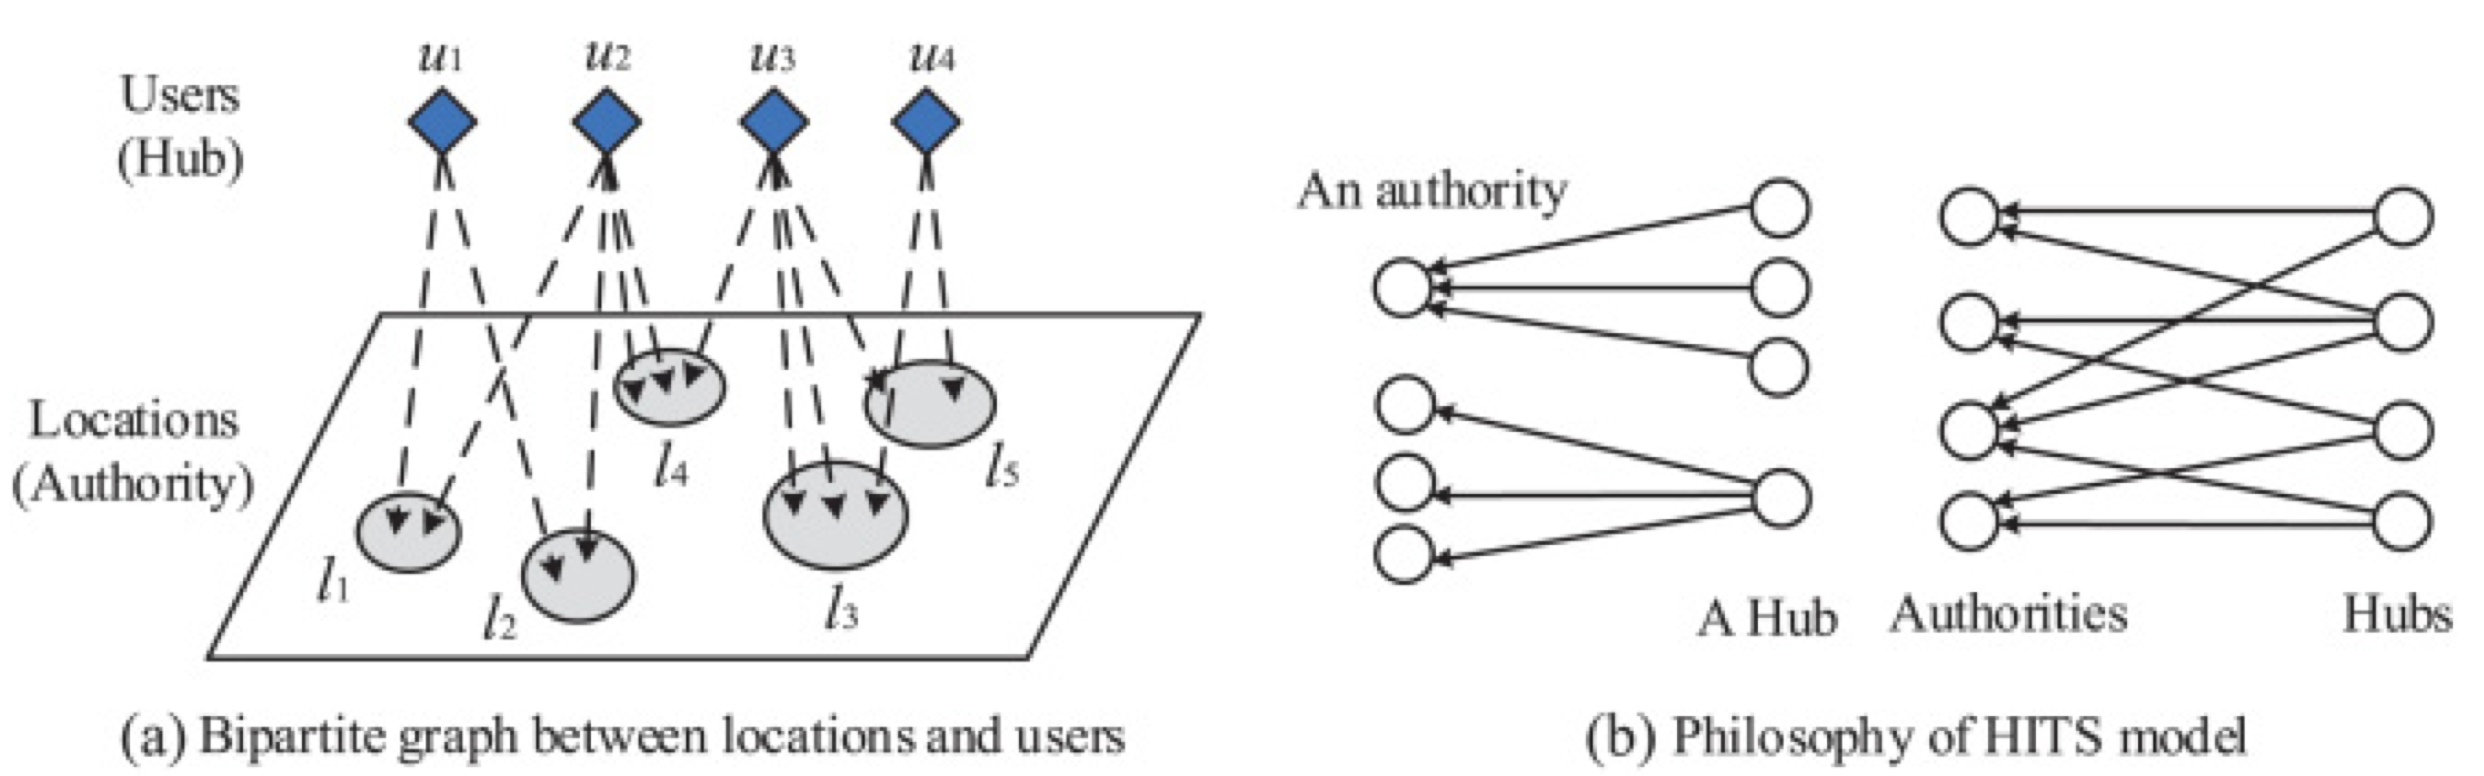 u1 u2 u3 u4
Users
(Hub)
Locations
(Authority)
l1
l2
l3
l4
l5
(a) Bipartite graph between locations and users
An authority
A Hub
Authorities
Hubs
(b) Philosophy of HITS model